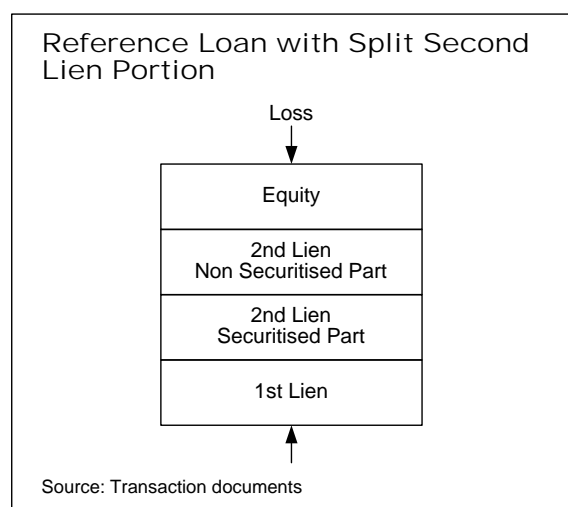 Reference Loan with Split Second
Lien Portion
Loss
Equity
2nd Lien
Non Securitised Part
2nd Lien
Securitised Part
1st Lien
Source: Transaction documents